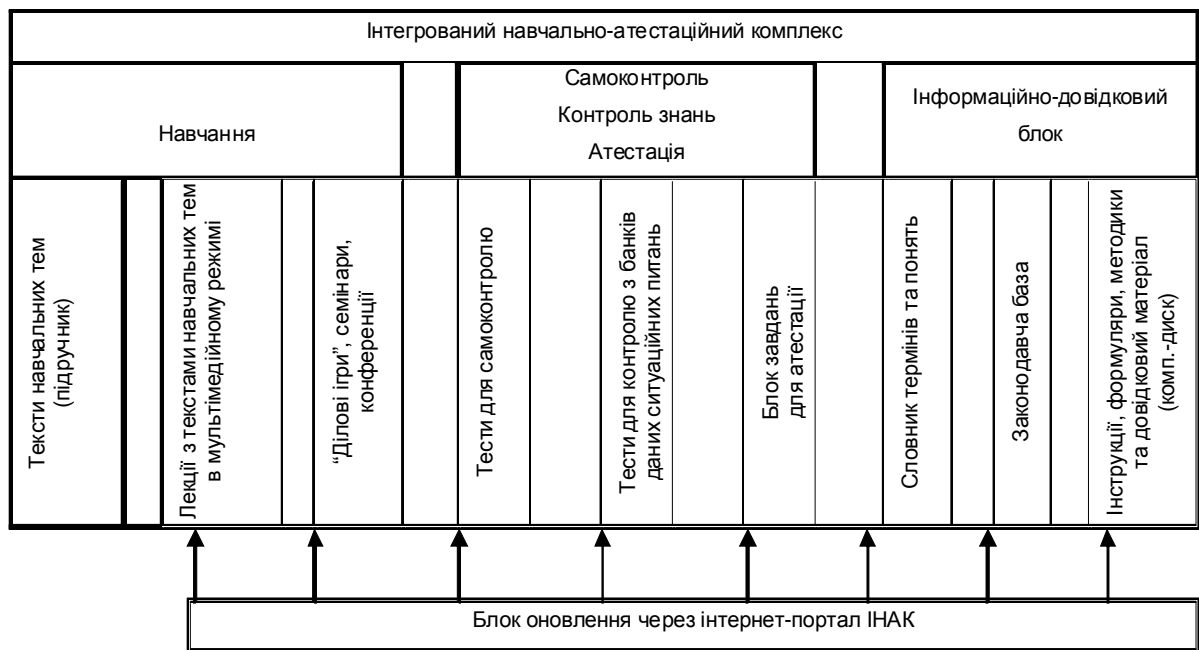 Інтегрований навчально-атестаційний комплекс
Навчання
Самоконтроль
Контроль знань
Атестація
Інформаційно-довідковий
блок
Тексти навчальних тем
(підручник)
Лекції з текстами навчальних тем
в мультімедійному режимі
“Ділові ігри”, семінари,
конференції
Тести для самоконтролю
Тести для контролю з банків
даних ситуаційних питань
Блок завдань
для атестації
Словник термінів та понять
Законодавча база
Інструкції, формуляри, методики
та довідковий матеріал
(комп.-диск)
Блок оновлення через інтернет-портал ІНАК